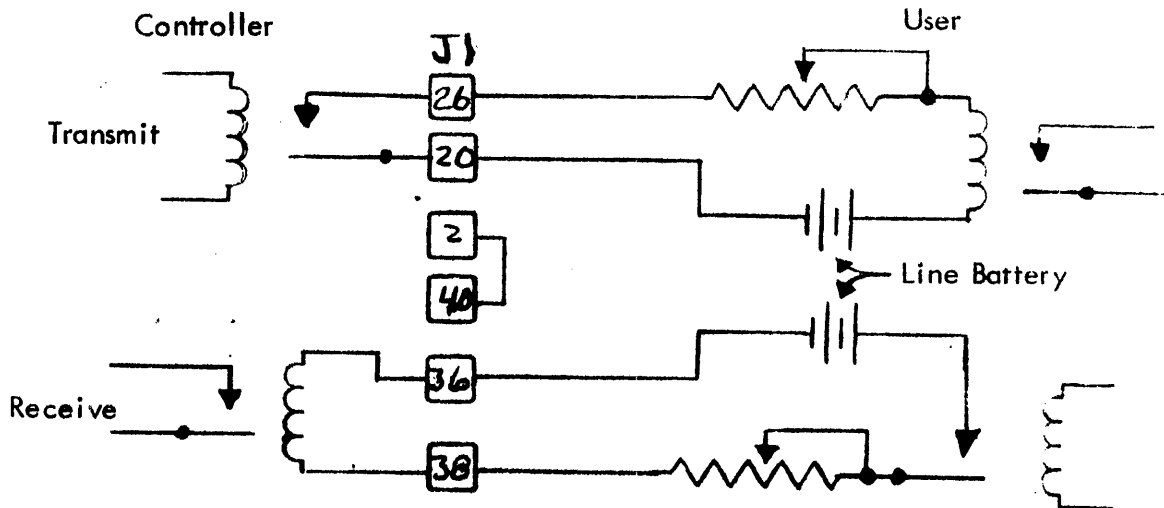 Controller
User
J1
26
Transmit
20
2
Line Battery
40
36
Receive
38